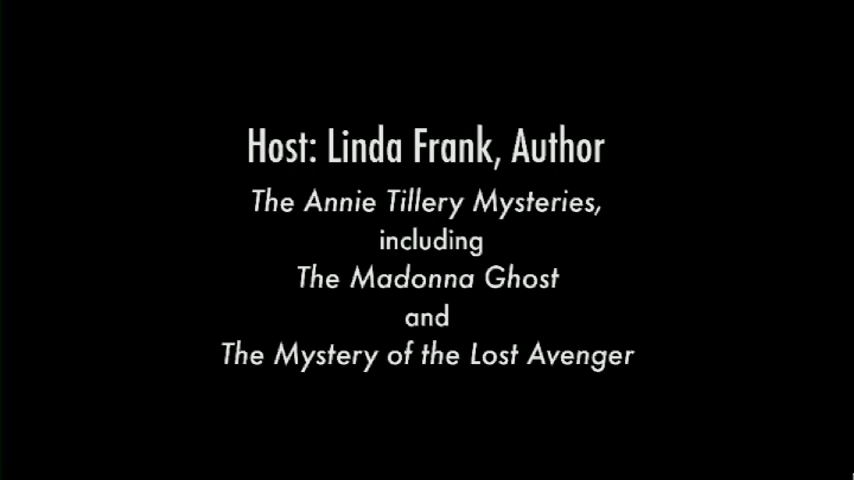 Host: Linda Frank, Author
The Annie Tillery Mysteries,
including
The Madonna Ghost
and
The Mystery of the Lost Avenger